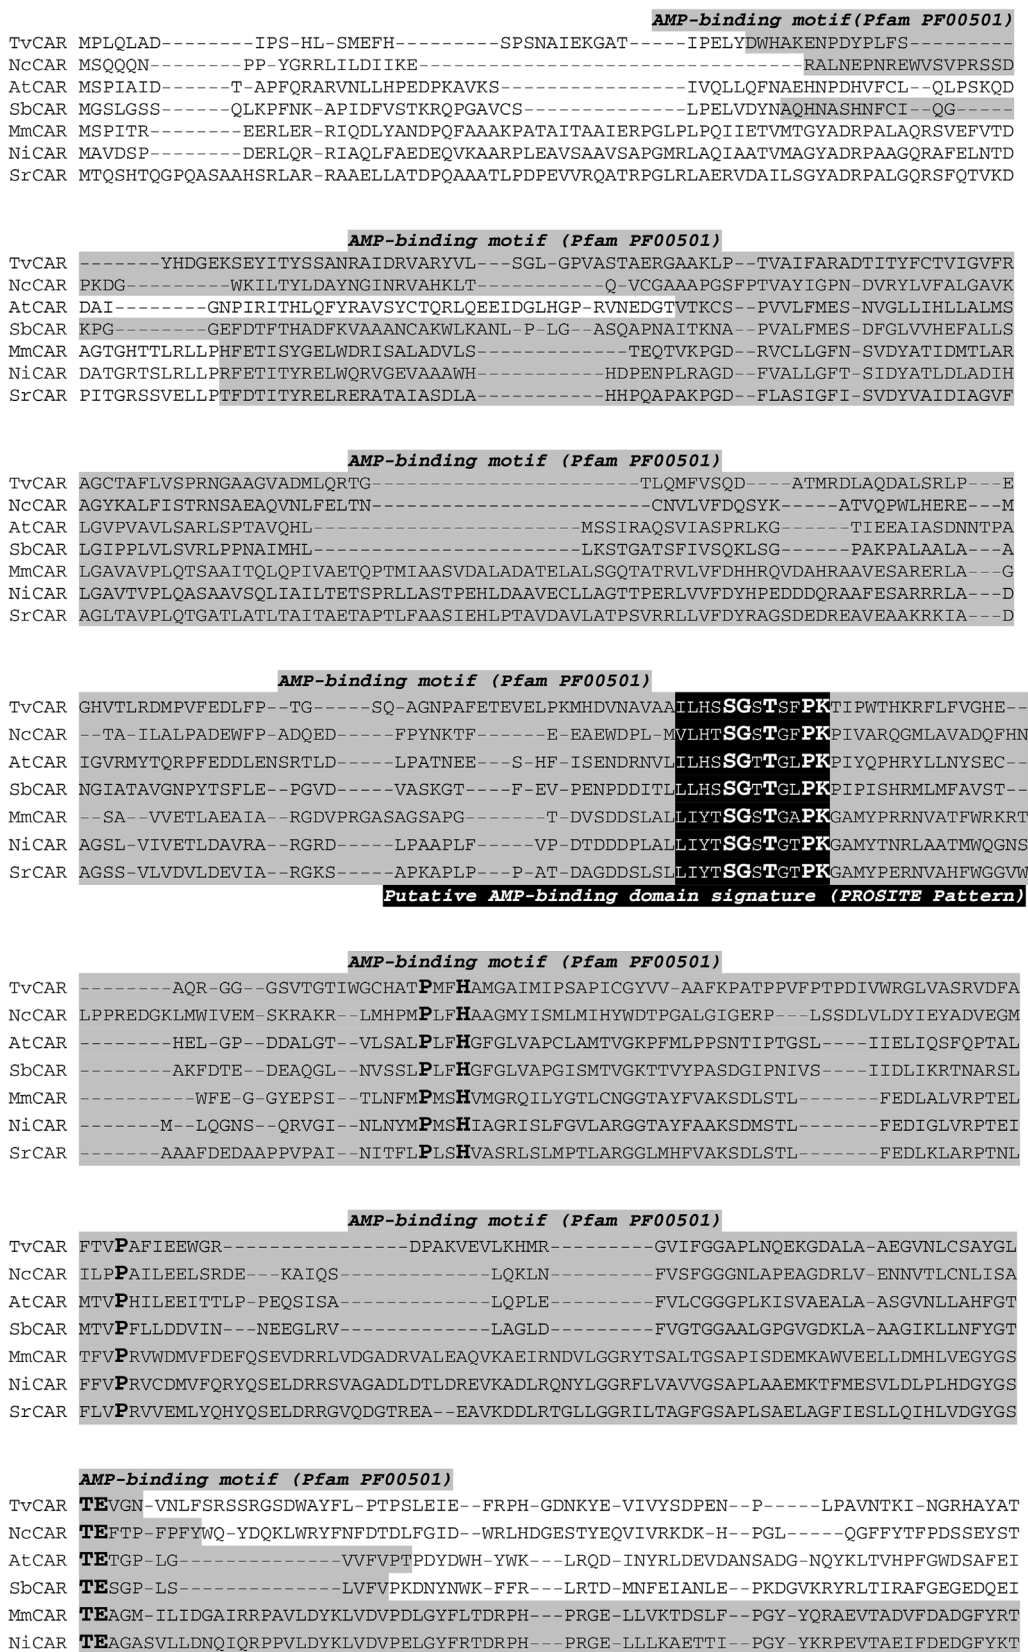 AMP-binding motif(Pfam PF00501)
TvCAR MPLQLAD--------IPS-HL-SMEFH---------SPSNAIEKGAT-----IPELYDWHAKENPDYPLFS---------
NcCAR MSQQQN--------PP-YGRRLILDIIKE---------------------------------RALNEPNREWVSVPRSSD
AtCAR MSPIAID-------T-APFQRARVNLLHPEDPKAVKS----------------IVQLLQFNAEHNPDHVFCL--QLPSKQD
SbCAR MGSLGSS-------QLKPFNK-APIDFVSTKRQPGAVCS--------------LPELVDYNAQHNASHNFCI--QG-----
MmCAR MSPITR--------EERLER-RIQDLYANDPQFAAAKPATAITAAIERPGLPLPQIIETVMTGYADRPALAQRSVEFVTD
NiCAR MAVDSP--------DERLQR-RIAQLFAEDEQVKAARPLEAVSAAVSAPGMRLAQIAATVMAGYADRPAAGQRAFELNTD
SrCAR MTQSHTQGPQASAAHSRLAR-RAAELLATDPQAAATLPDPEVVRQATRPGLRLAERVDAILSGYADRPALGQRSFQTVKD
AMP-binding motif (Pfam PF00501)
TvCAR -------YHDGEKSEYITYSSANRAIDRVARYVL---SGL-GPVASTAERGAAKLP--TVAIFARADTITYFCTVIGVFR
NcCAR PKDG---------WKILTYLDAYNGINRVAHKLT-----------Q-VCGAAAPGSFPTVAYIGPN-DVRYLVFALGAVK
AtCAR DAI--------GNPIRITHLQFYRAVSYCTQRLQEEIDGLHGP-RVNEDGTVTKCS--PVVVLFMES-NVGLLIHLLALMS
SbCAR KPG--------GEFDTFTHADFKVAAANCAKWLKANL-P-LG--ASQAPNAITKNA--PVALFMESD-FGLVVHEFALLS
MmCAR AGTGHTTLRLLPHFETISYGELWDRISALADVLS-------------TEQTVKPGD--RVCLLGFN-SVDYATIDMTLAR
NiCAR DATGRTSLRLLPRFETITYRELWQRVGEVAAAWH-----------HDPENPLRAGD--FVALLGFT-SIDYATLDLADIH
SrCAR PITGRSSVELLPTFDTITYRELRERATAIASDLA-----------HHPQAPAKPGD--FLASIGFI-SVDYVAIDIAGVF
AMP-binding motif (Pfam PF00501)
TvCAR AGCTAFLVSPRNGAAGVADMLQRTG-----------------------TLQMFVSQD----ATMRDLAQDALSRLP---E
NcCAR AGYKALFISTRNSAEAQVNLFELTN------------------------CNVLVFDQSYK-----ATVQPWLHERE---M
AtCAR LGVPVAVLSARLSPTAVQHL-----------------------MSSIRAQSVIASPRLKG------TIEEAIASDNNTPA
SbCAR LGIPPLVLSVRLPPNAIMHL-----------------------LKSTGATSFIVSQKLSG------PAKPALAALA---A
MmCAR LGAVAVPLQTSAAITQLQPIVAETQPTMIAASVDALADATELALSGQTATRVLVFDHHRQVDAHRAAVESARERLA---G
NiCAR LGAVTVPLQASAAVSQLIAILTETSPRLLASTPEHLDAAVECLLAGTTPERLVVFDYHPEDDDQRAAFESARRRLA---D
SrCAR AGLTAVPLQTGATLATLTAITAETAPTLFAASIEHLPTAVDAVLATPSVRRLLVFDYRAGSDEDREAVEAAKRKIA---D
AMP-binding motif (Pfam PF00501)
TvCAR GHVTLRDMPVFEDLFP--TG-----SQ-AGNPAFETEVELPKMHDVNAVAAILHSSGSTSFPKTIPWTHKRFLFVGHE--
NcCAR --TA-ILALPADEWFP-ADQED----FPYNKTF-------E-EAEWDPL-MVLHTSGSTGFPKPIVARQGMLAVADQFHN
AtCAR IGVRMYTQRPFEDDLENSRTLD----LPATNEE---S-HF-ISENDRNVLILHSSGTTGLPKPIYQPHRYLLNYSEC--
SbCAR NGIATAVGNPYTSFLE--PGVD----VASKGT----F-EV-PENPDDITLLLHSSGTTGLPKPIPISHRMLMFAVST--
MmCAR --SA--VVETLAEAIA--RGDVPRGASAGSAPG-------T-DVSDDSLALLIYTSGSTGAPKGAMYPRRNVATFWRKRT
NiCAR AGSL-VIVETLDAVRA--RGRD----LPAAPLF------VP-DTDDDPLALLIYTSGSTGTPKGAMYTNRLAATMWQGNS
SrCAR AGSS-VLVDVLDEVIA--RGKS----APKAPLP---P-AT-DAGDDSLSLLIYTSGSTGTPKGAMYPERNVAHFWGGVW
Putative AMP-binding domain signature (PROSITE Pattern)
AMP-binding motif (Pfam PF00501)
TvCAR --------AQR-GG--GSVTGTIWGCHATPMFHAMGAIMIPSAPICGYVV-AAFKPATPPVFPTPDIVWRGLVASRVDFA
NcCAR LPPREDGKLMWIVEM-SKRAKR--LMHPMPLFHAAGMYISMLMIHYWDTPGALGIGERP---LSSDLVLDYIEYADVEGM
AtCAR --------HEL-GP--DDALGT--VLSALPLFHGFGLVAPCLAMTVGKPFMLPPSNTIPTGSL----IIELIQSFQPTAL
SbCAR --------AKFDTE--DEAQGL--NVSSLPLFHGFGLVAPGISMTVGKTTVYPASDGIPNIVS----IIDLIKRTNARSL
MmCAR ----------WFE-G-GYEPSI--TLNFMPMSHVMGRQILYGTLCNGGTAYFVAKSDLSTL-------FEDLALVRPTEL
NiCAR -------M--LQGNS--QRVGI--NLNYMPMSHIAGRISLFGVLARGGTAYFAAKSDMSTL-------FEDIGLVRPTEI
SrCAR -------AAAFDEDAAPPVPAI--NITFLPLSHVASRLSLMPTLARGGLMHFVAKSDLSTL-------FEDLKLARPTNL
AMP-binding motif (Pfam PF00501)
TvCAR FTVPAFIEEWGR----------------DPAKVEVLKHMR---------GVIFGGAPLNQEKGDALA-AEGVNLCSAYGL
NcCAR ILPPAILEELSRDE---KAIQS-------------LQKLN---------FVSFGGGNLAPEAGDRLV-ENNVTLCNLISA
AtCAR MTVPHILEEITTLP-PEQSISA-------------LQPLE---------FVLCGGGPLKISVAEALA-ASGVNLLAHFGT
SbCAR MTVPFLLDDVIN---NEEGLRV-------------LAGLD---------FVGTGGAALGPGVGDKLA-AAGIKLLNFYGT
MmCAR TFVPRVWDMVFDEFQSEVDRRLVDGADRVALEAQVKAEIRNDVLGGRYTSALTGSAPISDEMKAWVEELLDMHLVEGYGS
NiCAR FFVPRVCDMVFQRYQSELDRRSVAGADLDTLDREVKADLRQNYLGGRFLVAVVGSAPLAAEMKTFMESVLDLPLHDGYGS
SrCAR FLVPRVVEMLYQHYQSELDRRGVQDGTREA--EAVKDDLRTGLLGGRILTAGFGSAPLSAELAGFIESLLQIHLVDGYGS
AMP-binding motif (Pfam PF00501)
TvCAR TEVGN-VNLFSRSSRGSDWAYFL-PTPSLEIE--FRPH-GDNKYE-VIVYSDPEN--P-----LPAVNTKI-NGRHAYAT
NcCAR TEFTP-FPFYWQ-YDQKLWRYFNFDTDLFGID--WRLHDGESTYEQVIVRKDK-H--PGL-----QGFFYTFPDSSEYST
AtCAR TETGP-LG--------------VVFVPTPDYDWH-YWK---LRQD-INYRLDEVDANSADG-NQYKLTVHPFGWDSAFEI
SbCAR TESGP-LS--------------LVFVPKDNYNWK-FFR---LRTD-MNFEIANLE--PKDGVKRYRLTIRAFGEGEDQEI
MmCAR TEAGM-ILIDGAIRRPAVLDYKLVDVPDLGYFLTDRPH---PRGE-LLVKTDSLF--PGY-YQRAEVTADVFDADGFYRT
NiCAR TEAGASVLLDNQIQRPPVLDYKLVDVPELGYFRTDRPH---PRGE-LLLKAETTI--PGY-YKRPEVTAEIFDEDGFYKT